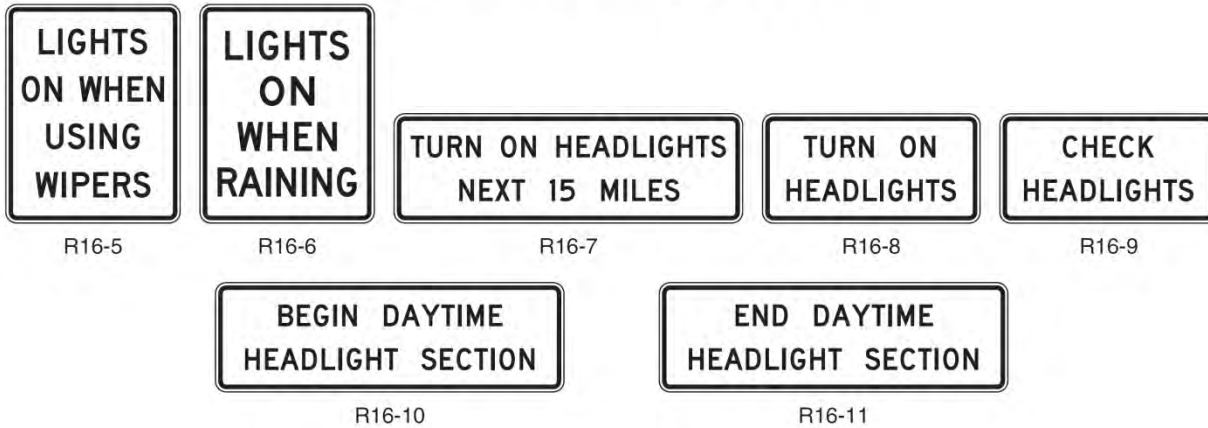 LIGHTS
ON WHEN
USING
WIPERS
R16-5
LIGHTS
ON
WHEN
RAINING
R16-6
TURN ON HEADLIGHTS
NEXT 15 MILES
R16-7
TURN ON
HEADLIGHTS
R16-8
CHECK
HEADLIGHTS
R16-9
BEGIN DAYTIME
HEADLIGHT SECTION
R16-10
END DAYTIME
HEADLIGHT SECTION
R16-11